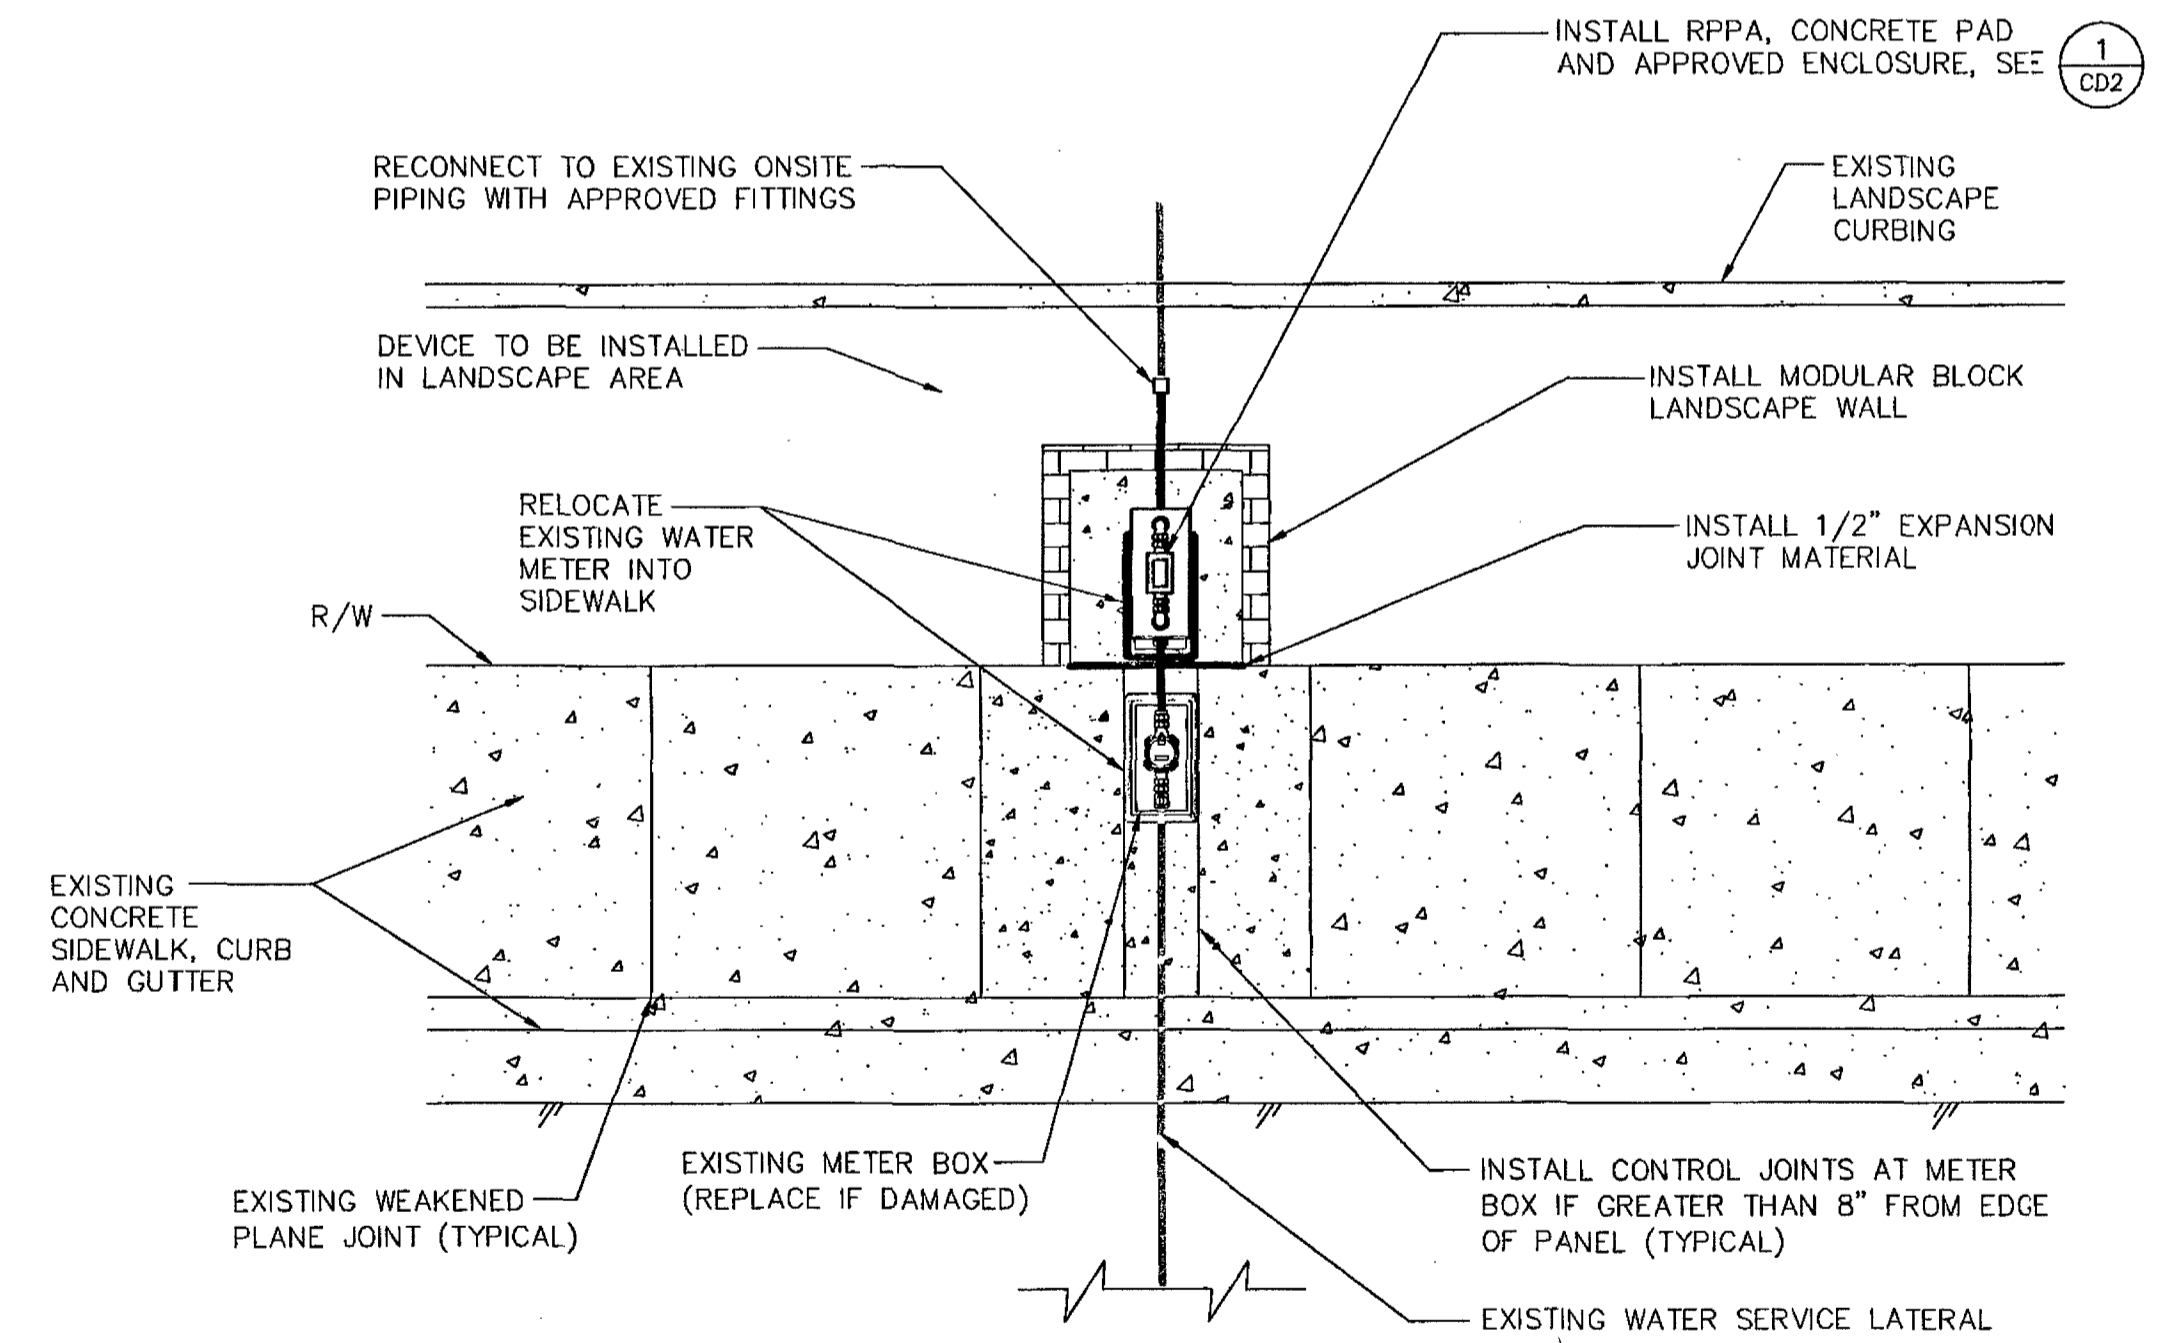 INSTALL RPPA, CONCRETE PAD
AND APPROVED ENCLOSURE, SEE
1
CD2
RECONNECT TO EXISTING ONSITE
PIPING WITH APPROVED FITTINGS
EXISTING
LANDSCAPE
CURBING
DEVICE TO BE INSTALLED
IN LANDSCAPE AREA
INSTALL MODULAR BLOCK
LANDSCAPE WALL
RELOCATE
EXISTING WATER
METER INTO
SIDEWALK
INSTALL 1/2" EXPANSION
JOINT MATERIAL
R/W
EXISTING
CONCRETE
SIDEWALK, CURB
AND GUTTER
EXISTING METER BOX
(REPLACE IF DAMAGED)
EXISTING WEAKENED
PLANE JOINT (TYPICAL)
INSTALL CONTROL JOINTS AT METER
BOX IF GREATER THAN 8" FROM EDGE
OF PANEL (TYPICAL)
EXISTING WATER SERVICE LATERAL